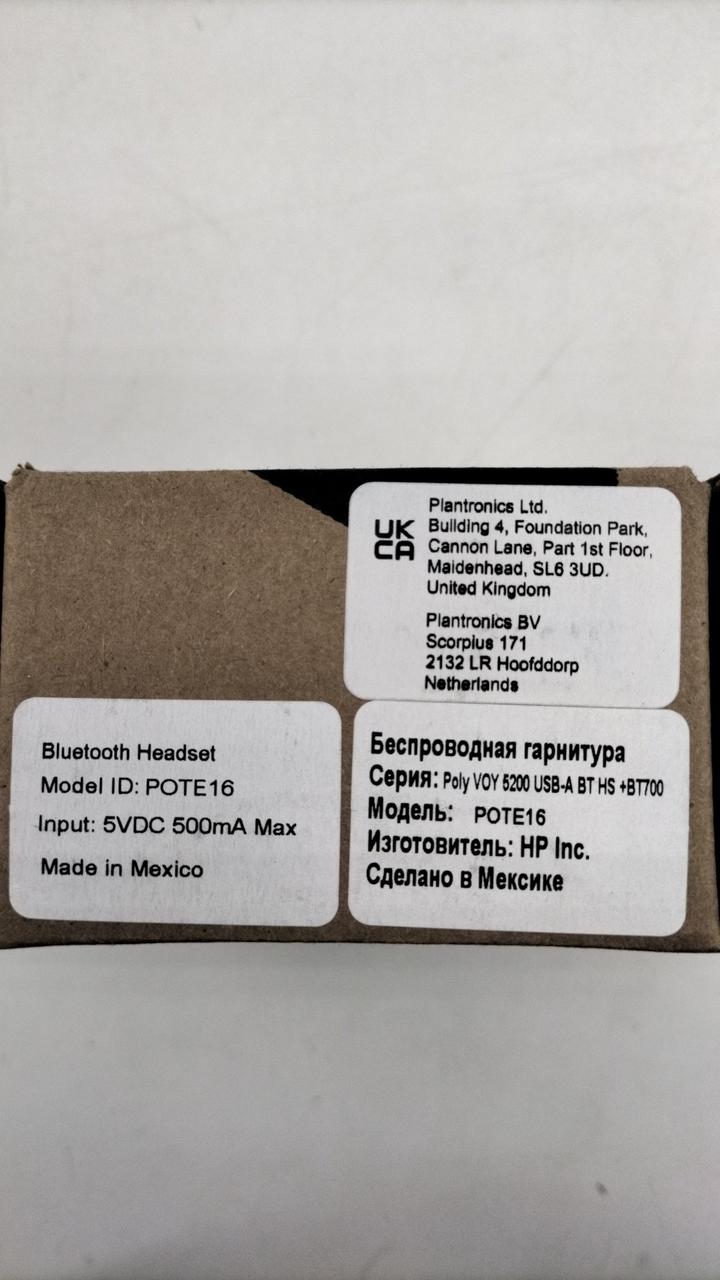 UK
CA
Plantronics Ltd.
Building 4, Foundation Park,
Cannon Lane, Part 1st Floor,
Maidenhead, SL6 3UD.
United Kingdom
Plantronics BV
Scorpius 171
2132 LR Hoofddorp
Netherlands
Bluetooth Headset
Model ID: POTE16
Input: 5VDC 500mA Max
Made in Mexico
Беспроводная гарнитура
Серия: Poly VOY 5200 USB-A BT HS +BT700
Модель: POTE16
Изготовитель: HP Inc.
Сделано в Мексике